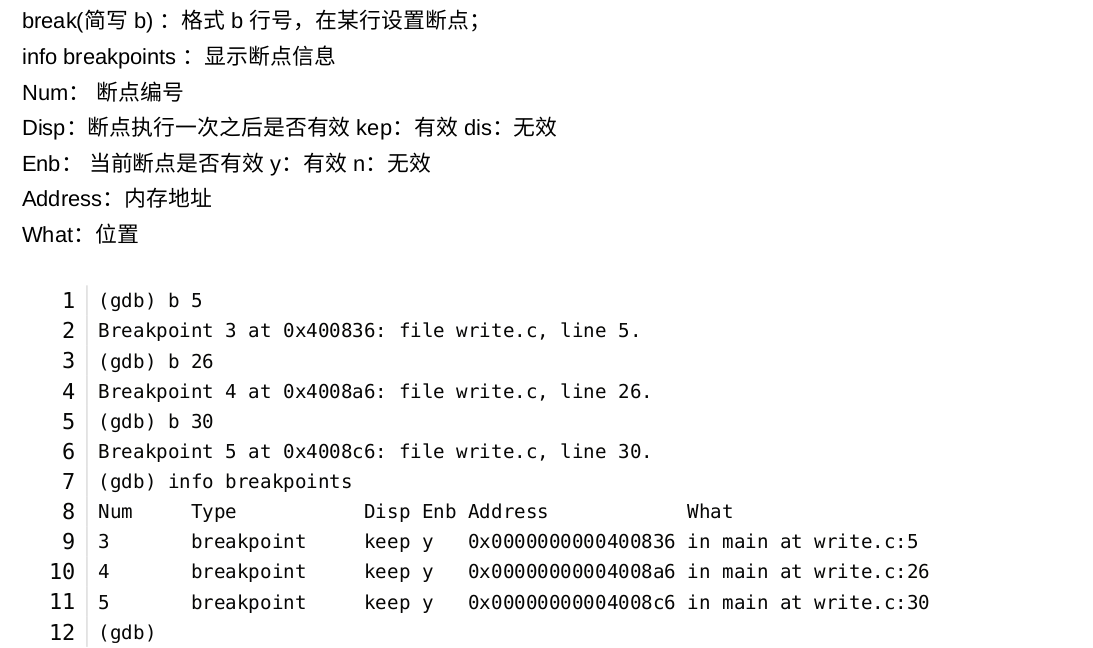 break(简写 b) ：格式 b 行号，在某行设置断点；
info breakpoints ：显示断点信息
Num： 断点编号
Disp：断点执行一次之后是否有效 kep：有效 dis：无效
Enb： 当前断点是否有效 y：有效 n：无效
Address：内存地址
What：位置
1 (gdb) b 5
2 Breakpoint 3 at 0x400836: file write.c, line 5.
3 (gdb) b 26
4 Breakpoint 4 at 0x4008a6: file write.c, line 26.
5 (gdb) b 30
6 Breakpoint 5 at 0x4008c6: file write.c, line 30.
7 (gdb) info breakpoints
8 Num     Type           Disp Enb Address            What
9 3       breakpoint     keep y   0x0000000000400836 in main at write.c:5
10 4       breakpoint     keep y   0x00000000004008a6 in main at write.c:26
11 5       breakpoint     keep y   0x00000000004008c6 in main at write.c:30
12 (gdb)